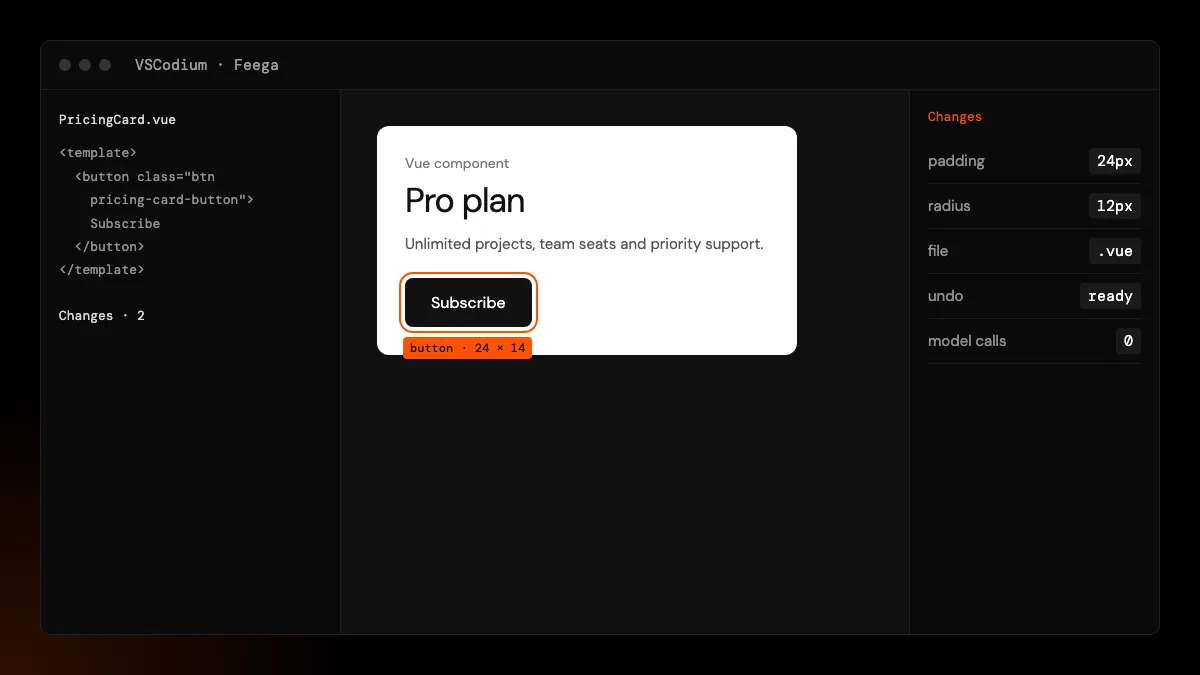 VSCodium · Feega
PricingCard.vue
<template>
<button class="btn
pricing-card-button">
Subscribe
</button>
</template>
Changes · 2
Vue component
Pro plan
Unlimited projects, team seats and priority support.
Subscribe
button · 24 × 14
Changes
padding 24px
radius 12px
file .vue
undo ready
model calls 0